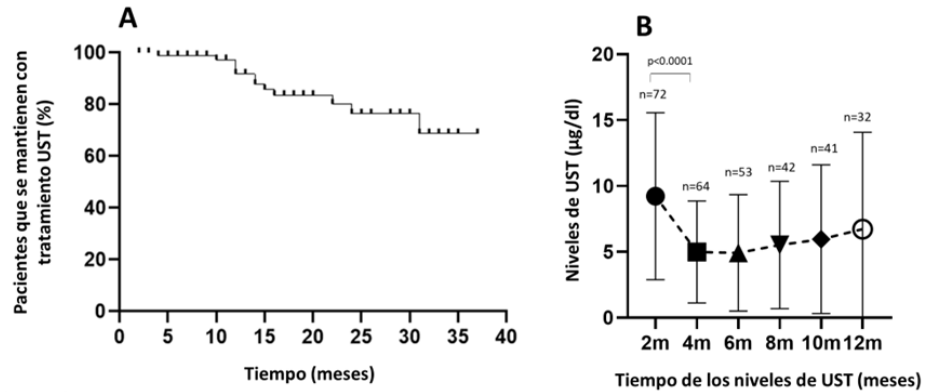 A
Pacientes que se mantienen con
tratamiento UST (%)
100
80
60
40
20
0
0 5 10 15 20 25 30 35 40
Tiempo (meses)
B
Niveles de UST (µg/dl)
20
15
10
5
0
p<0.0001
n=72
n=64
n=53
n=42
n=41
n=32
2m 4m 6m 8m 10m 12m
Tiempo de los niveles de UST (meses)